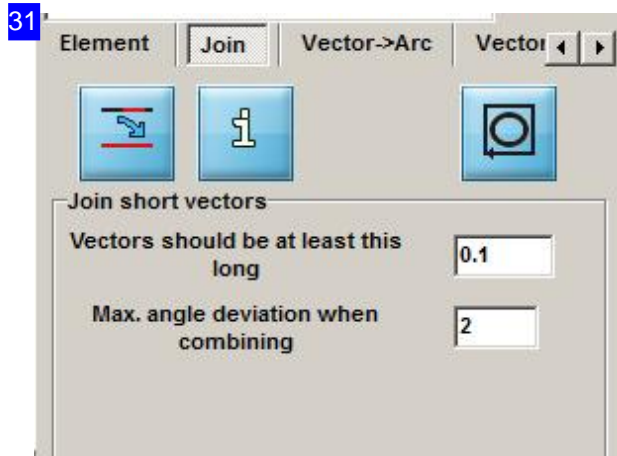 31
Element Join Vector->Arc Vector
Join short vectors
Vectors should be at least this
long
0.1
Max. angle deviation when
combining
2